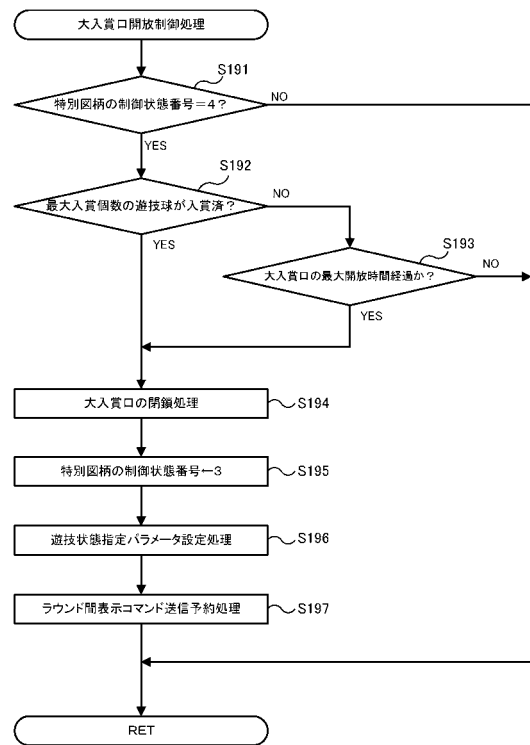 大入賞口開放制御処理
S191
特別図柄の制御状態番号=4?
NO
YES
S192
最大入賞個数の遊技球が入賞済?
NO
YES
S193
大入賞口の最大開放時間経過か?
NO
YES
大入賞口の閉鎖処理
S194
特別図柄の制御状態番号←3
S195
遊技状態指定パラメータ設定処理
S196
ラウンド間表示コマンド送信予約処理
S197
RET